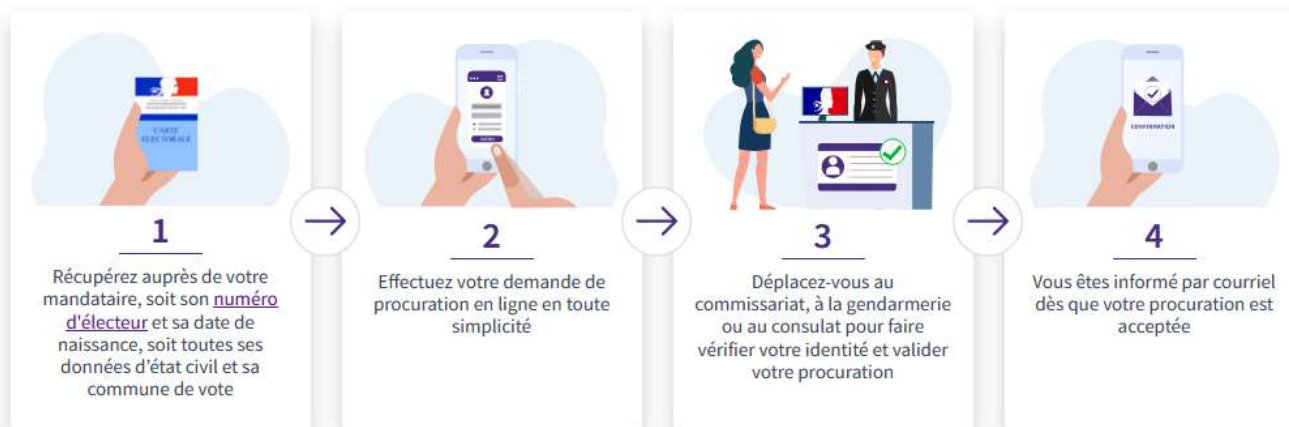 CARTE
ELECTORALE
1
Récupérez auprès de votre
mandataire, soit son numéro
d'électeur et sa date de
naissance, soit toutes ses
données d'état civil et sa
commune de vote
2
Effectuez votre demande de
procuration en ligne en toute
simplicité
3
Déplacez-vous au
commissariat, à la gendarmerie
ou au consulat pour faire
vérifier votre identité et valider
votre procuration
CONFIRMATION
4
Vous êtes informé par courriel
dès que votre procuration est
acceptée